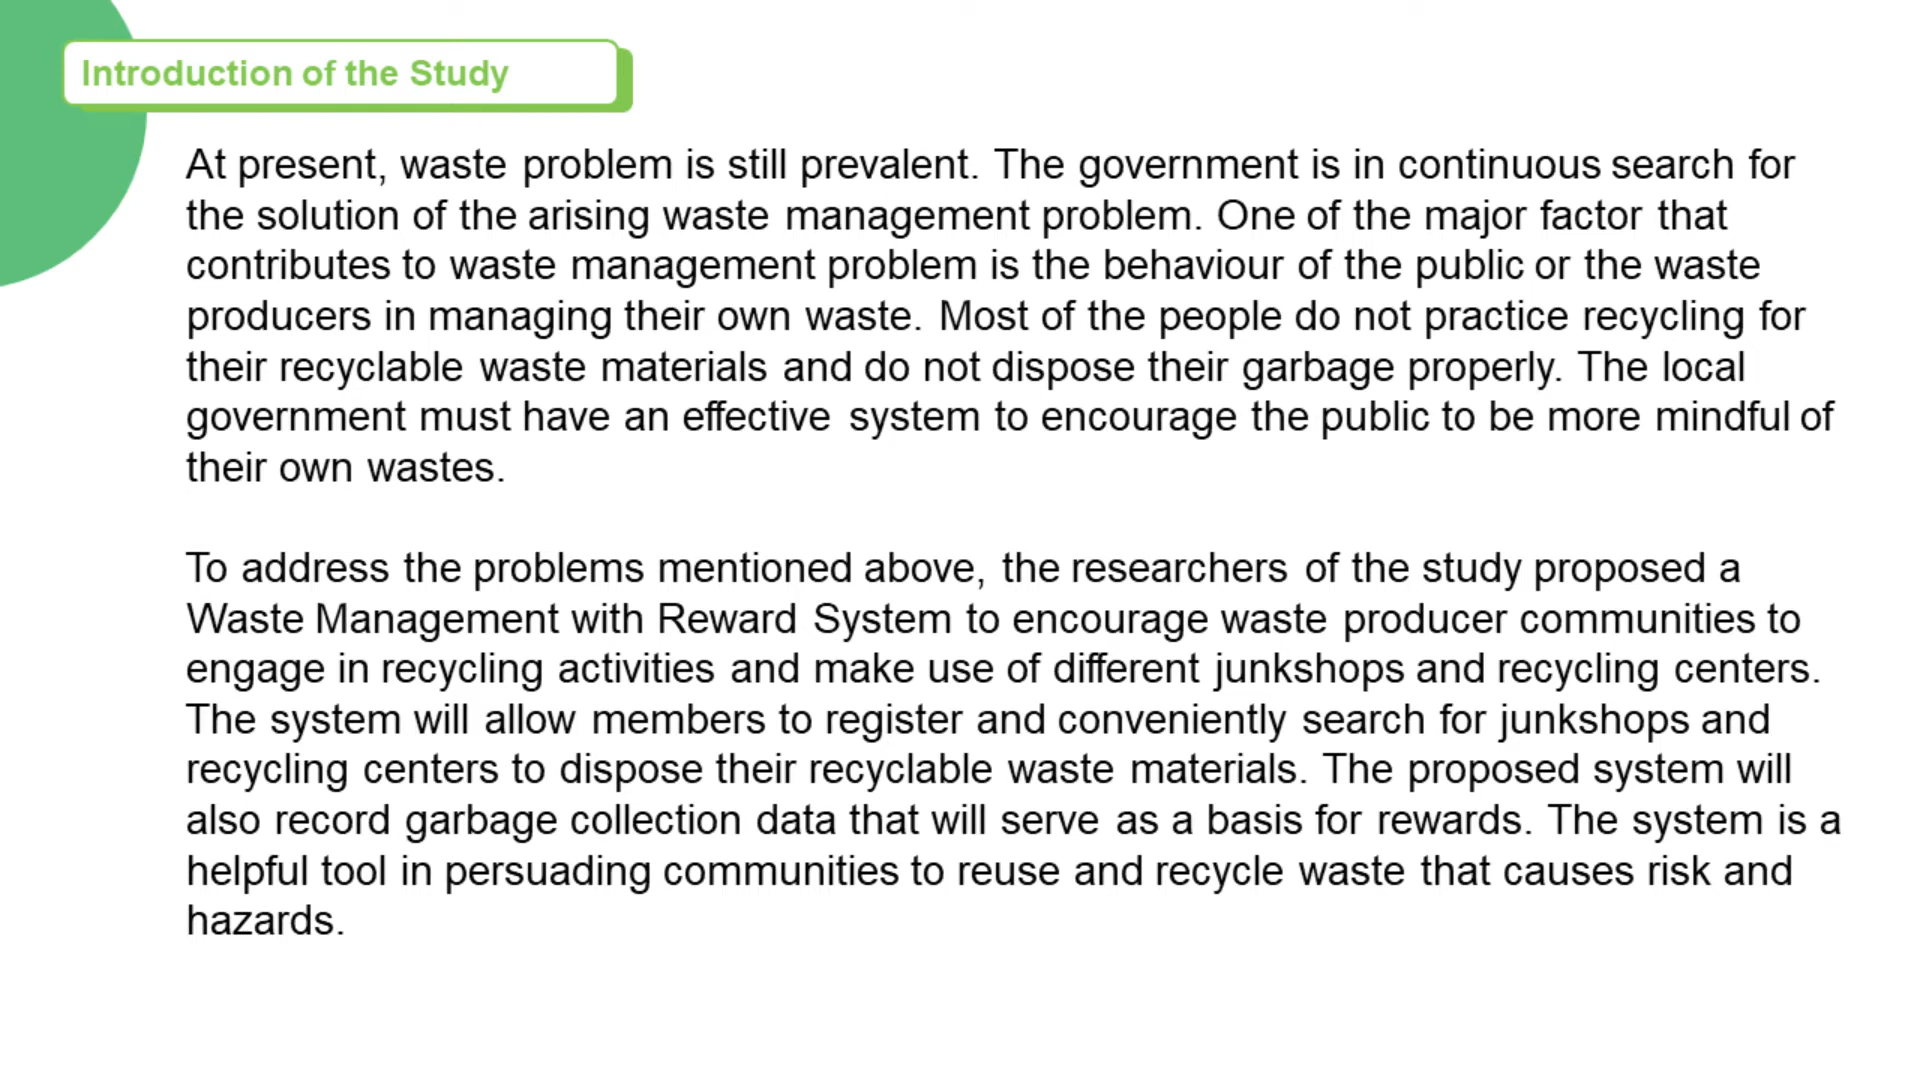 Introduction of the Study
At present, waste problem is still prevalent. The government is in continuous search for
the solution of the arising waste management problem. One of the major factor that
contributes to waste management problem is the behaviour of the public or the waste
producers in managing their own waste. Most of the people do not practice recycling for
their recyclable waste materials and do not dispose their garbage properly. The local
government must have an effective system to encourage the public to be more mindful of
their own wastes.
To address the problems mentioned above, the researchers of the study proposed a
Waste Management with Reward System to encourage waste producer communities to
engage in recycling activities and make use of different junkshops and recycling centers.
The system will allow members to register and conveniently search for junkshops and
recycling centers to dispose their recyclable waste materials. The proposed system will
also record garbage collection data that will serve as a basis for rewards. The system is a
helpful tool in persuading communities to reuse and recycle waste that causes risk and
hazards.